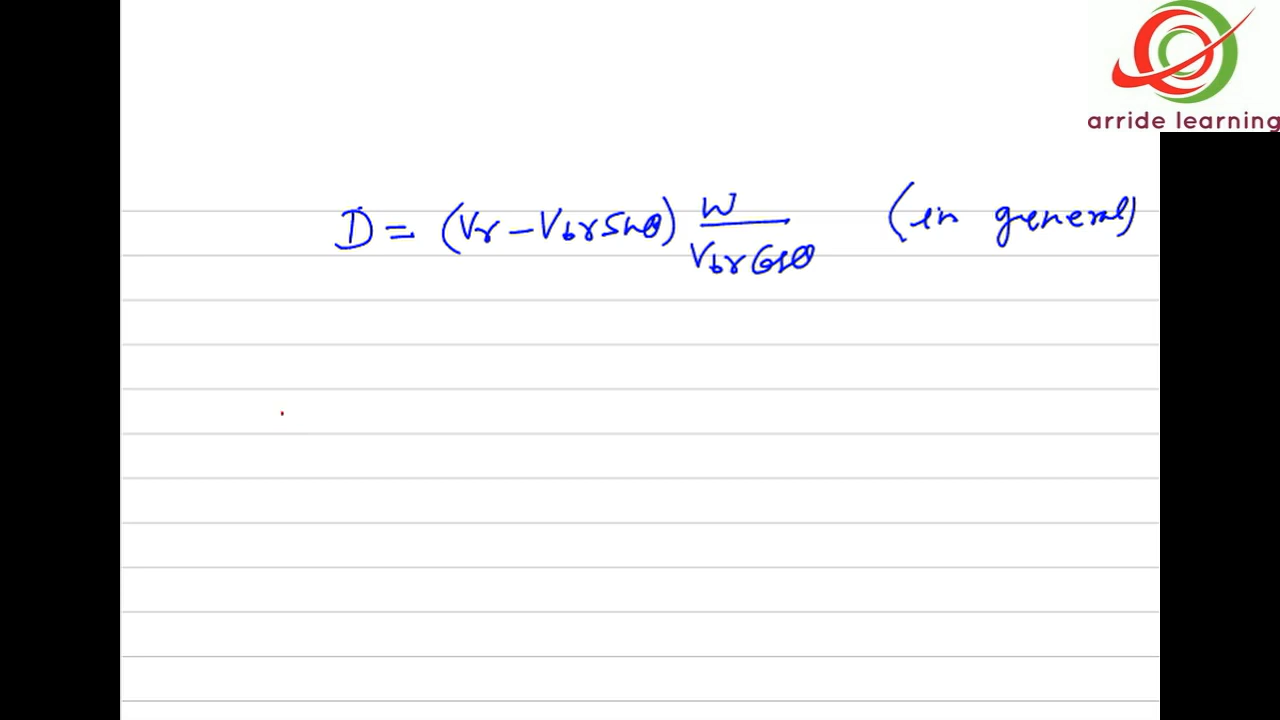 arride learning
D = (Vr - Vbr Sinθ) W / Vbr Cosθ (in general)